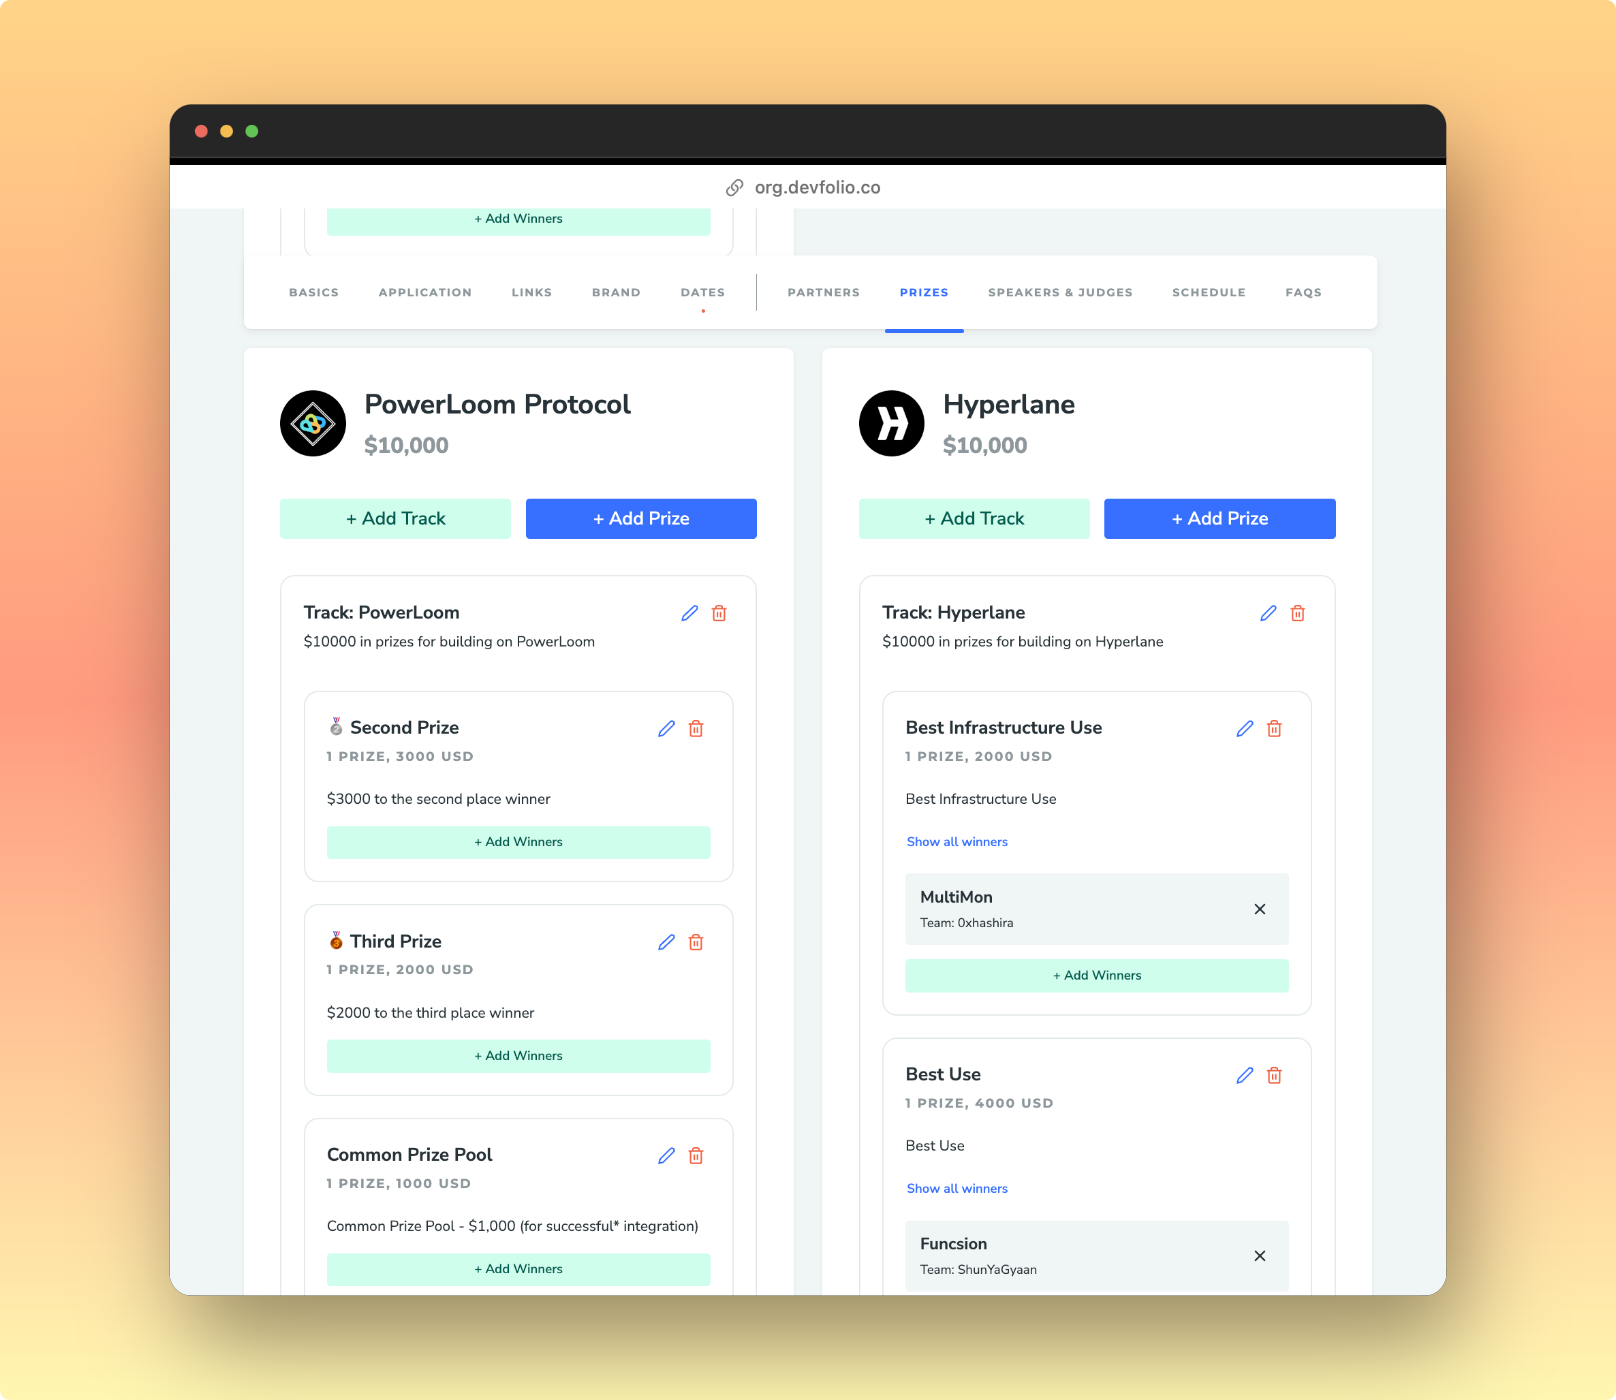 org.devfolio.co
+ Add Winners
BASICS
APPLICATION
LINKS
BRAND
DATES
PARTNERS
PRIZES
SPEAKERS & JUDGES
SCHEDULE
FAQS
PowerLoom Protocol
$10,000
+ Add Track
+ Add Prize
Track: PowerLoom
$10000 in prizes for building on PowerLoom
Second Prize
1 PRIZE, 3000 USD
$3000 to the second place winner
+ Add Winners
Third Prize
1 PRIZE, 2000 USD
$2000 to the third place winner
+ Add Winners
Common Prize Pool
1 PRIZE, 1000 USD
Common Prize Pool - $1,000 (for successful* integration)
+ Add Winners
Hyperlane
$10,000
+ Add Track
+ Add Prize
Track: Hyperlane
$10000 in prizes for building on Hyperlane
Best Infrastructure Use
1 PRIZE, 2000 USD
Best Infrastructure Use
Show all winners
MultiMon
Team: 0xhashira
+ Add Winners
Best Use
1 PRIZE, 4000 USD
Best Use
Show all winners
Funcsion
Team: ShunYaGyaan